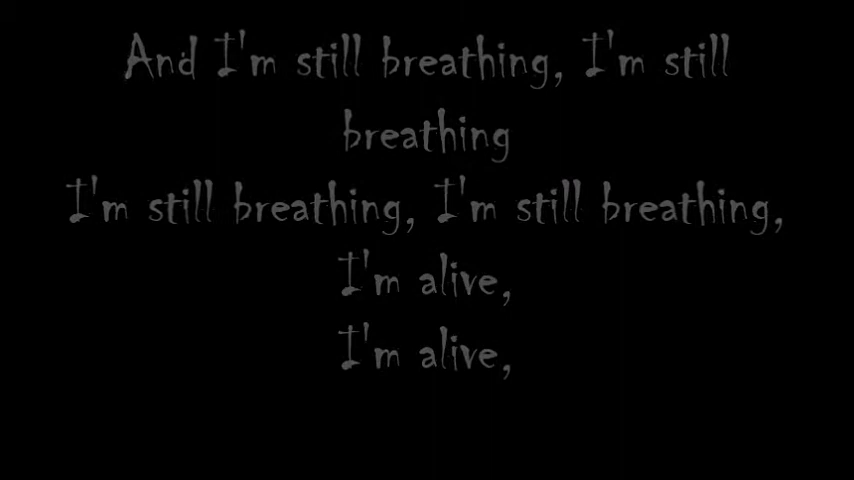 And I'm still breathing, I'm still
breathing
I'm still breathing, I'm still breathing,
I'm alive,
I'm alive,